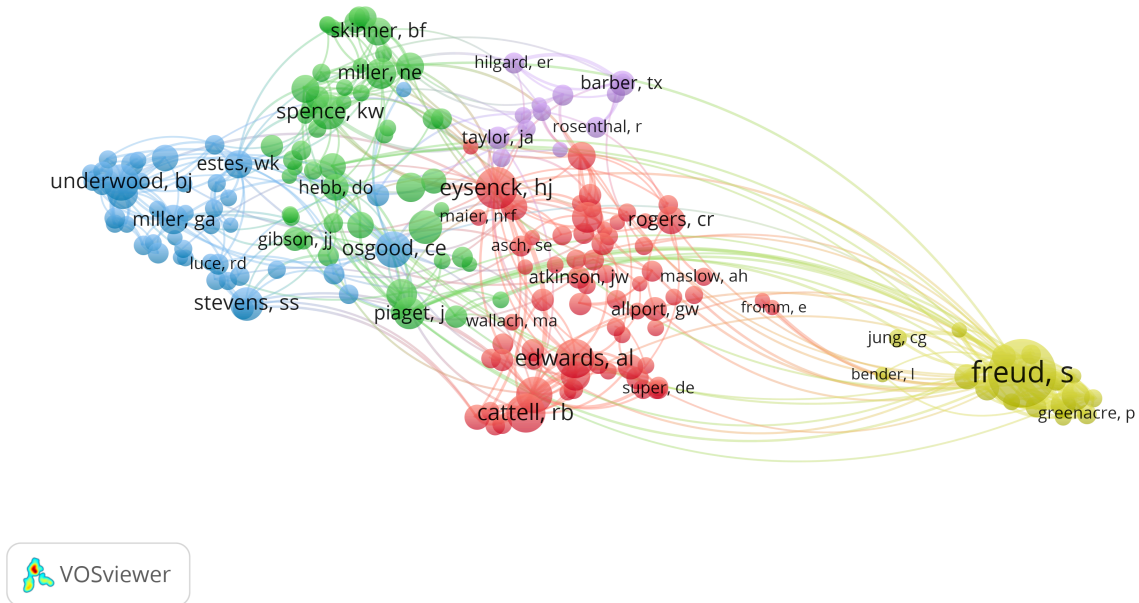 skinner, bf
hilgard, er
miller, ne
barber, tx
spence, kw
rosenthal, r
taylor, ja
estes, wk
underwood, bj
hebb, do
eysenck, hj
miller, ga
maier, nrf
rogers, cr
gibson, jj
osgood, ce
asch, se
luce, rd
atkinson, jw
maslow, ah
stevens, ss
piaget, j
wallach, ma
allport, gw
fromm, e
jung, cg
edwards, al
bender, l
freud, s
super, de
cattell, rb
greenacre, p
VOSviewer